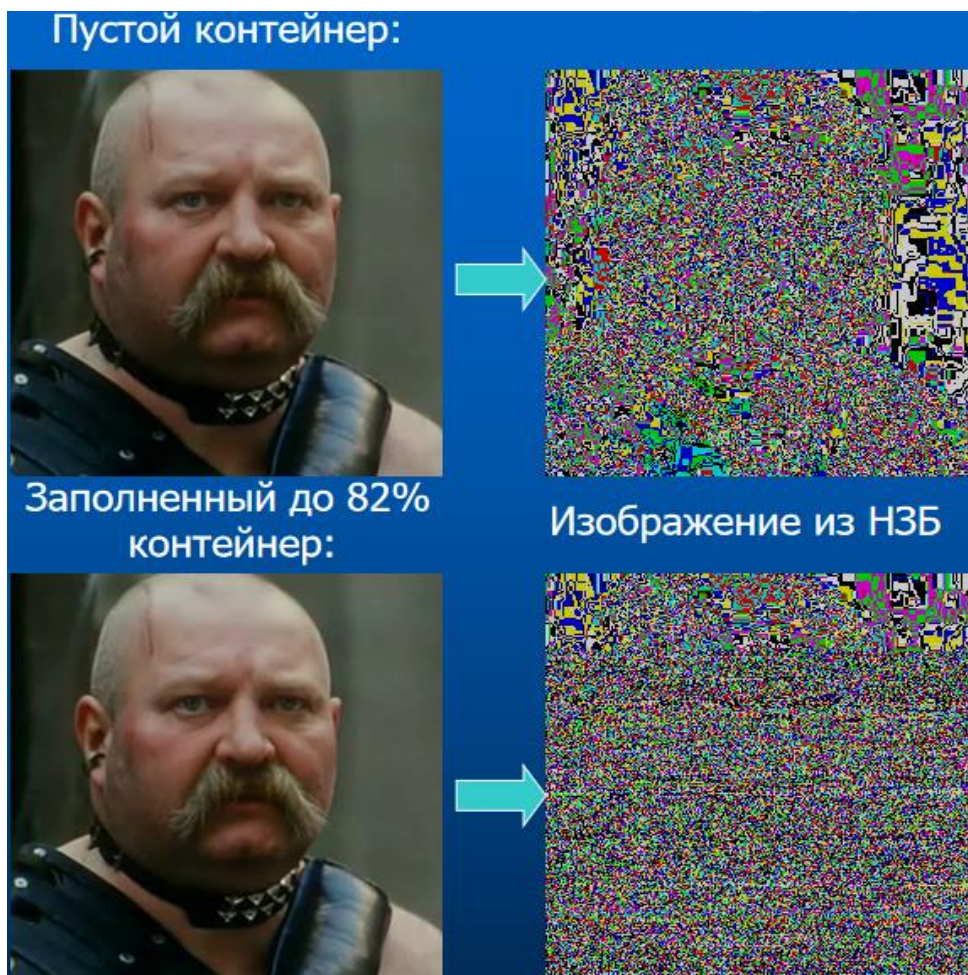 Пустой контейнер:
Заполненный до 82%
контейнер:
Изображение из НЗБ